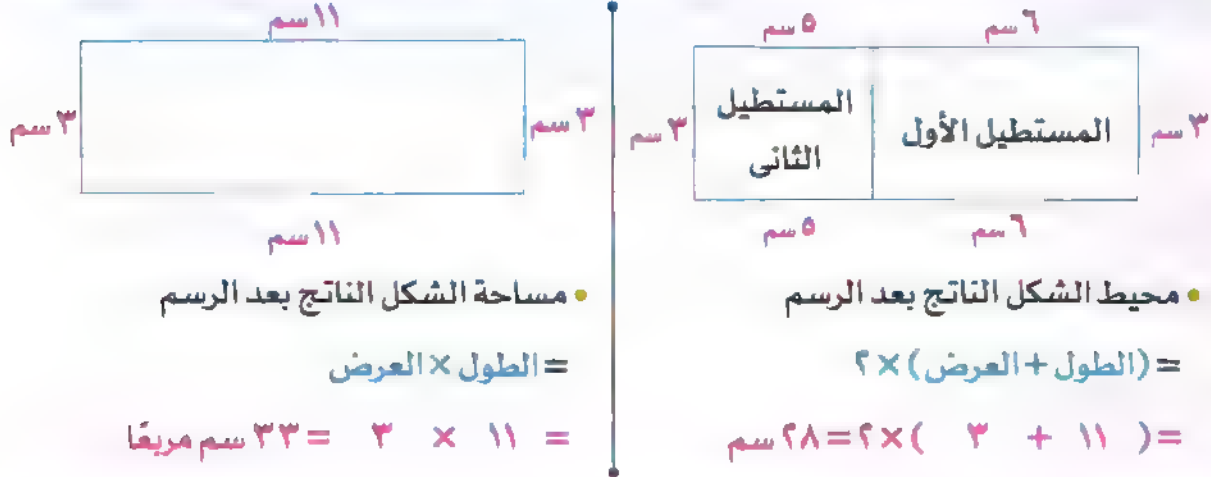 ٦ سم ٥ سم
المستطيل الأول
المستطيل
الثانى
٣ سم ٣ سم
٦ سم ٥ سم
• محيط الشكل الناتج بعد الرسم
= (الطول + العرض) × ٢
= ( ١١ + ٣ ) × ٢ = ٢٨ سم
١١ سم
٣ سم ٣ سم
١١ سم
• مساحة الشكل الناتج بعد الرسم
= الطول × العرض
= ١١ × ٣ = ٣٣ سم مربعًا